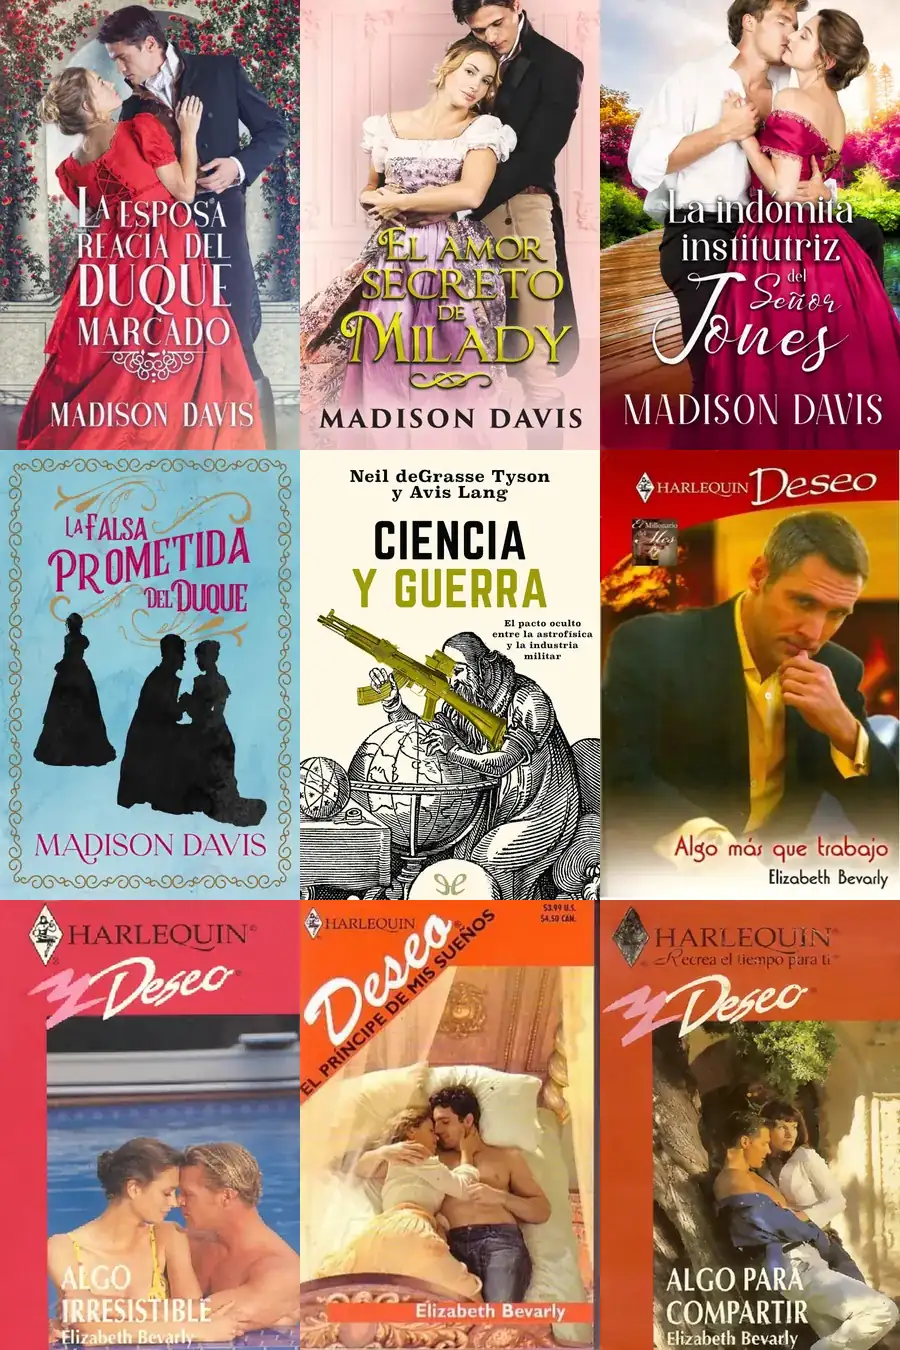 LA ESPOSA
REACIA DEL
DUQUE
MARCADO
MADISON DAVIS
EL AMOR
SECRETO
DE
MILADY
MADISON DAVIS
La indómita
institutriz
del
Señor
Jones
MADISON DAVIS
LA FALSA
PROMETIDA
DEL DUQUE
MADISON DAVIS
Neil deGrasse Tyson
y Avis Lang
CIENCIA
Y GUERRA
El pacto oculto
entre la astrofísica
y la industria
militar
HARLEQUIN Deseo
El Millonario
Mes
Algo más que trabajo
Elizabeth Bevarly
HARLEQUIN®
Deseo®
ALGO
IRRESISTIBLE
Elizabeth Bevarly
$3.99 U.S.
$4.50 CAN.
HARLEQUIN
Deseo®
EL PRÍNCIPE DE MIS SUEÑOS
Elizabeth Bevarly
HARLEQUIN®
Recrea el tiempo para ti™
Deseo®
ALGO PARA
COMPARTIR
Elizabeth Bevarly